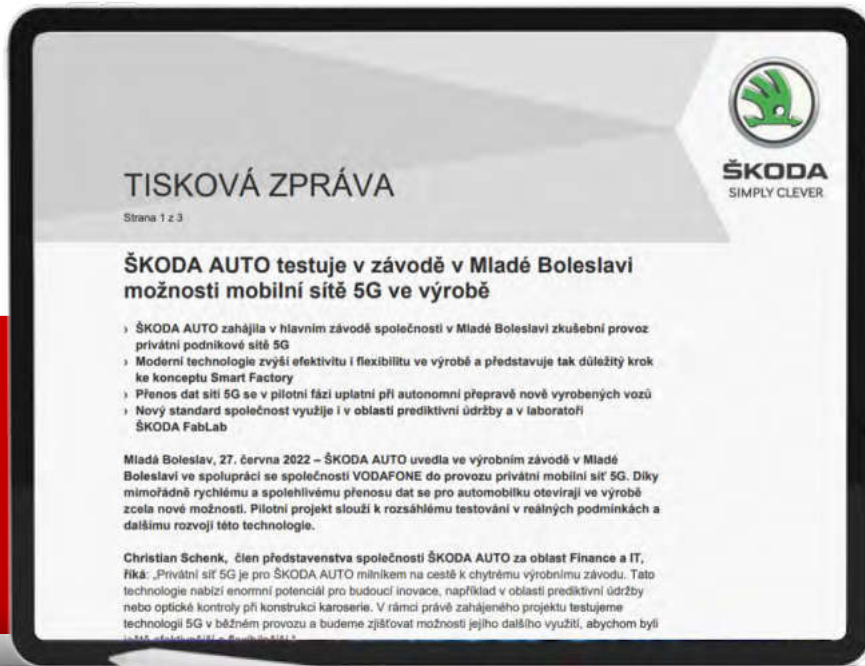 TISKOVÁ ZPRÁVA
Strana 1 z 3
ŠKODA
SIMPLY CLEVER
ŠKODA AUTO testuje v závodě v Mladé Boleslavi
možnosti mobilní sítě 5G ve výrobě
› ŠKODA AUTO zahájila v hlavním závodě společnosti v Mladé Boleslavi zkušební provoz
privátní podnikové sítě 5G
› Moderní technologie zvýší efektivitu i flexibilitu ve výrobě a představuje tak důležitý krok
ke konceptu Smart Factory
› Přenos dat sítí 5G se v pilotní fázi uplatní při autonomní přepravě nově vyrobených vozů
› Nový standard společnost využije i v oblasti prediktivní údržby a v laboratoři
ŠKODA FabLab
Mladá Boleslav, 27. června 2022 – ŠKODA AUTO uvedla ve výrobním závodě v Mladé
Boleslavi ve spolupráci se společností VODAFONE do provozu privátní mobilní síť 5G. Díky
mimořádně rychlému a spolehlivému přenosu dat se pro automobilku otevírají ve výrobě
zcela nové možnosti. Pilotní projekt slouží k rozsáhlému testování v reálných podmínkách a
dalšímu rozvoji této technologie.
Christian Schenk, člen představenstva společnosti ŠKODA AUTO za oblast Finance a IT,
říká: „Privátní síť 5G je pro ŠKODA AUTO milníkem na cestě k chytrému výrobnímu závodu. Tato
technologie nabízí enormní potenciál pro budoucí inovace, například v oblasti prediktivní údržby
nebo optické kontroly při konstrukci karoserie. V rámci právě zahájeného projektu testujeme
technologii 5G v běžném provozu a budeme zjišťovat možnosti jejího dalšího využití, abychom byli